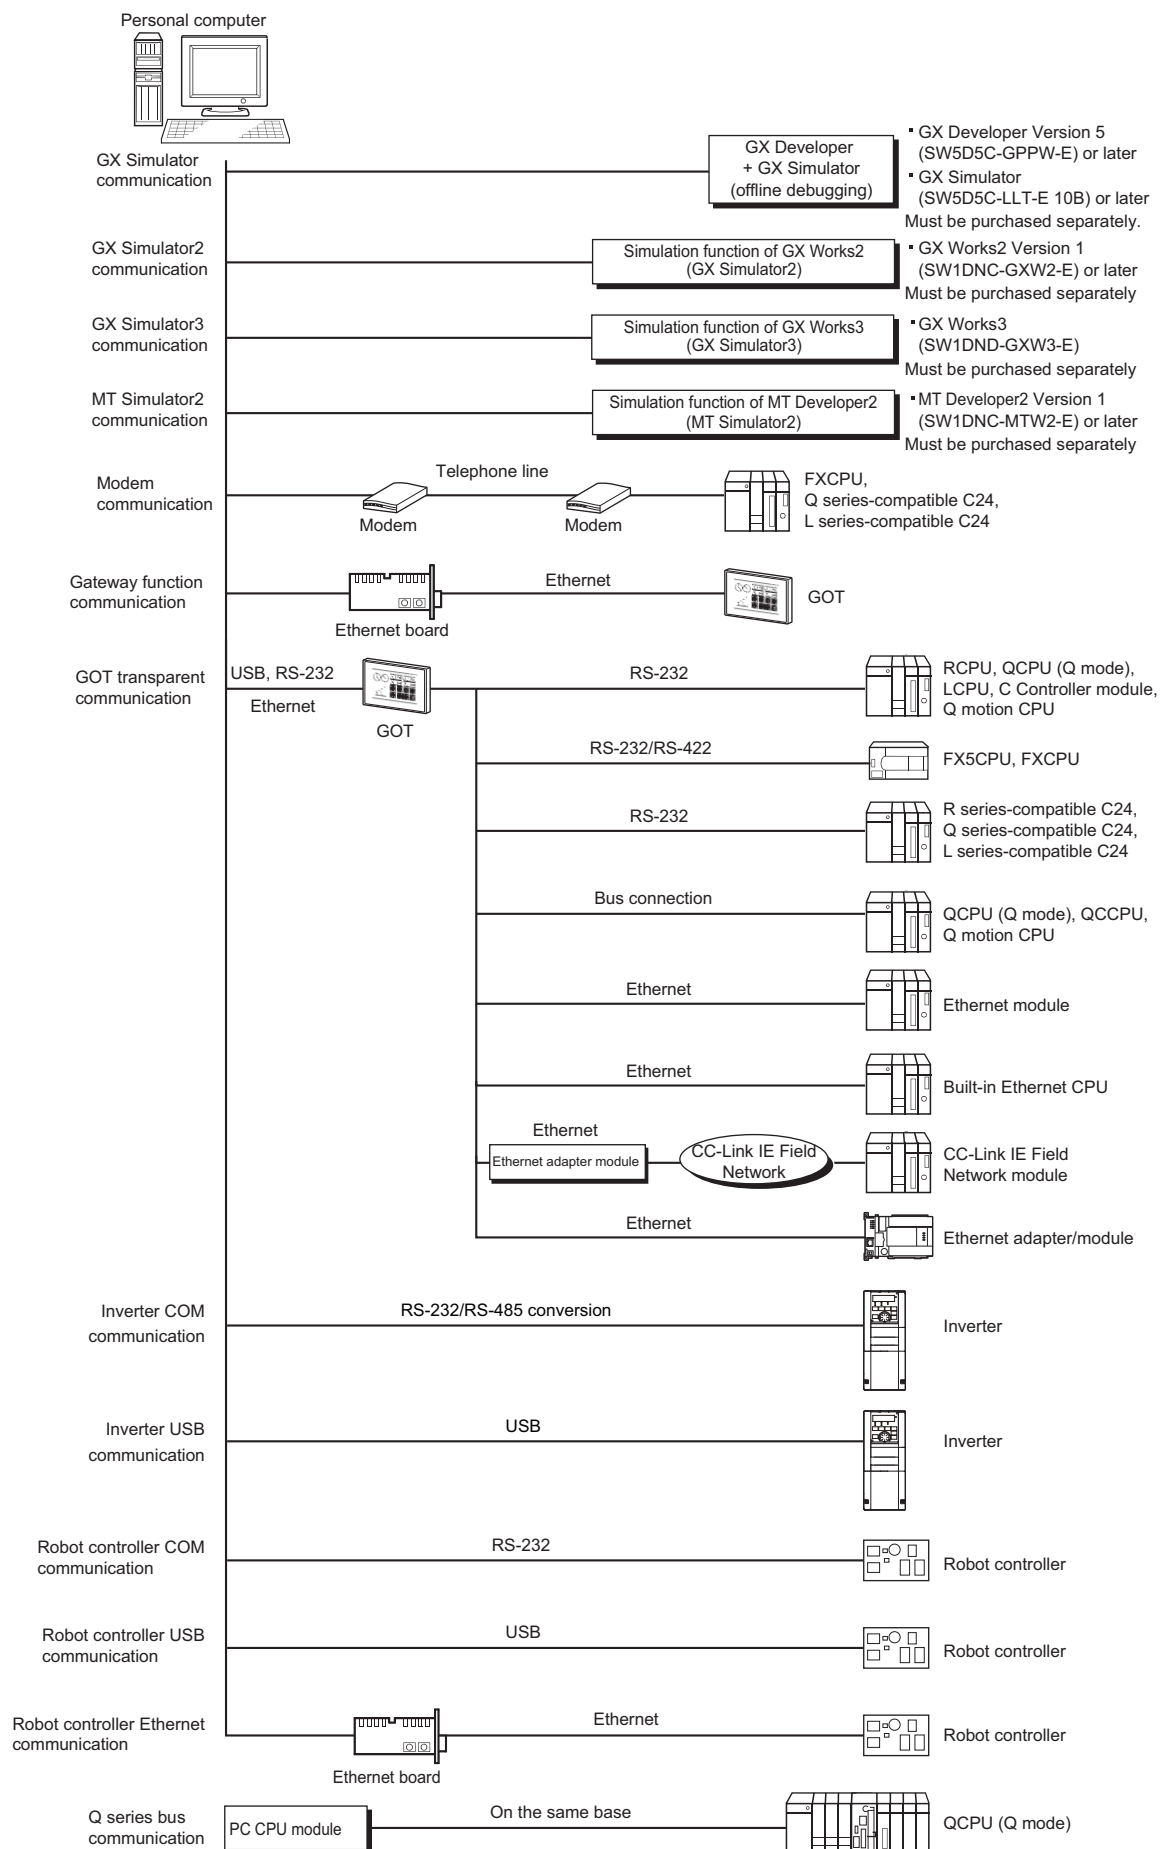 Personal computer
GX Simulator
communication
GX Developer
+ GX Simulator
(offline debugging)
▪ GX Developer Version 5
(SW5D5C-GPPW-E) or later
▪ GX Simulator
(SW5D5C-LLT-E 10B) or later
Must be purchased separately.
GX Simulator2
communication
Simulation function of GX Works2
(GX Simulator2)
▪ GX Works2 Version 1
(SW1DNC-GXW2-E) or later
Must be purchased separately
GX Simulator3
communication
Simulation function of GX Works3
(GX Simulator3)
▪ GX Works3
(SW1DND-GXW3-E)
Must be purchased separately
MT Simulator2
communication
Simulation function of MT Developer2
(MT Simulator2)
▪ MT Developer2 Version 1
(SW1DNC-MTW2-E) or later
Must be purchased separately
Modem
communication
Telephone line
Modem
Modem
FXCPU,
Q series-compatible C24,
L series-compatible C24
Gateway function
communication
Ethernet board
Ethernet
GOT
GOT transparent
communication
USB, RS-232
Ethernet
GOT
RS-232
RCPU, QCPU (Q mode),
LCPU, C Controller module,
Q motion CPU
RS-232/RS-422
FX5CPU, FXCPU
RS-232
R series-compatible C24,
Q series-compatible C24,
L series-compatible C24
Bus connection
QCPU (Q mode), QCCPU,
Q motion CPU
Ethernet
Ethernet module
Ethernet
Built-in Ethernet CPU
Ethernet
Ethernet adapter module
CC-Link IE Field
Network
CC-Link IE Field
Network module
Ethernet
Ethernet adapter/module
Inverter COM
communication
RS-232/RS-485 conversion
Inverter
Inverter USB
communication
USB
Inverter
Robot controller COM
communication
RS-232
Robot controller
Robot controller USB
communication
USB
Robot controller
Robot controller Ethernet
communication
Ethernet board
Ethernet
Robot controller
Q series bus
communication
PC CPU module
On the same base
QCPU (Q mode)